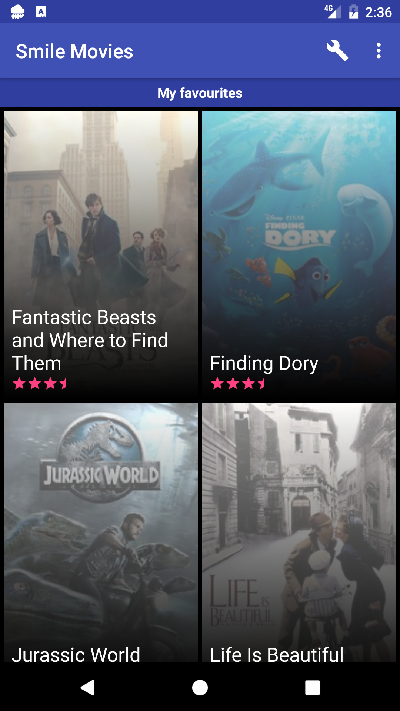 4G
2:36
Smile Movies
My favourites
Fantastic Beasts
and Where to Find
Them
Disney PIXAR
FINDING
DORY
Finding Dory
JURASSIC WORLD
Jurassic World
LIFE IS
BEAUTIFUL
Life Is Beautiful